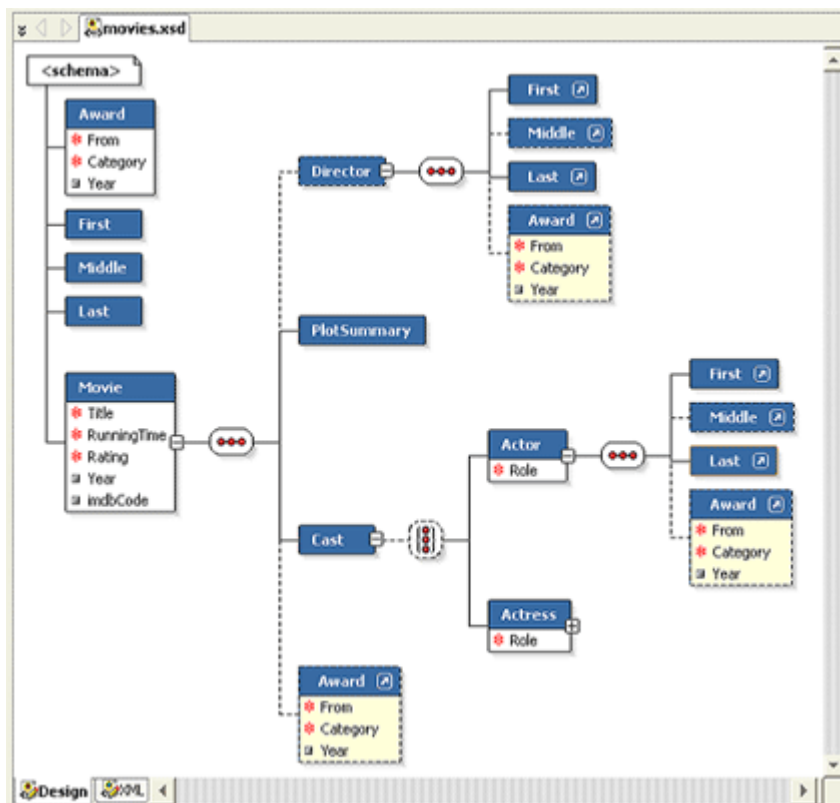 movies.xsd
<schema>
Award
From
Category
Year
First
Middle
Last
Movie
Title
RunningTime
Rating
Year
imdbCode
Director
First
Middle
Last
Award
From
Category
Year
PlotSummary
Cast
Actor
Role
First
Middle
Last
Award
From
Category
Year
Actress
Role
Award
From
Category
Year
Design
XML